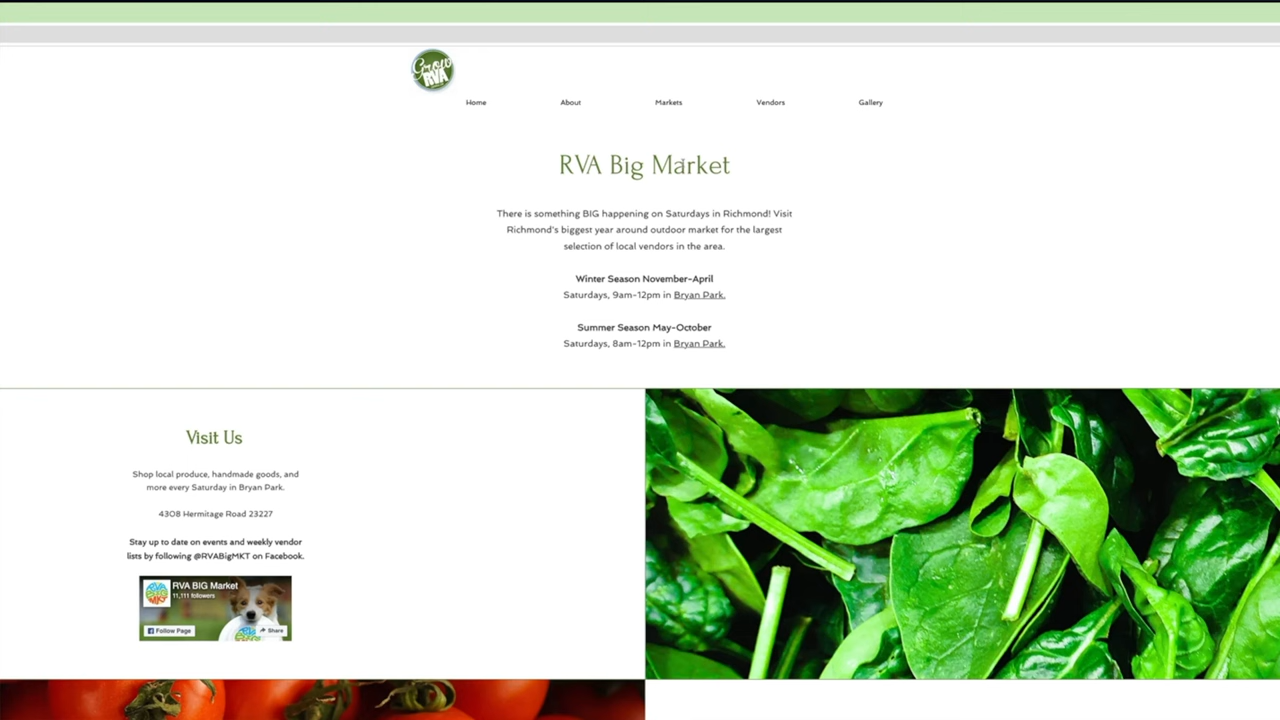 Grow
RVA
Home
About
Markets
Vendors
Gallery
RVA Big Market
There is something BIG happening on Saturdays in Richmond! Visit
Richmond's biggest year around outdoor market for the largest
selection of local vendors in the area.
Winter Season November-April
Saturdays, 9am-12pm in Bryan Park.
Summer Season May-October
Saturdays, 8am-12pm in Bryan Park.
Visit Us
Shop local produce, handmade goods, and
more every Saturday in Bryan Park.
4308 Hermitage Road 23227
Stay up to date on events and weekly vendor
lists by following @RVABigMKT on Facebook.
RVA BIG Market
11,111 followers
Follow Page
Share